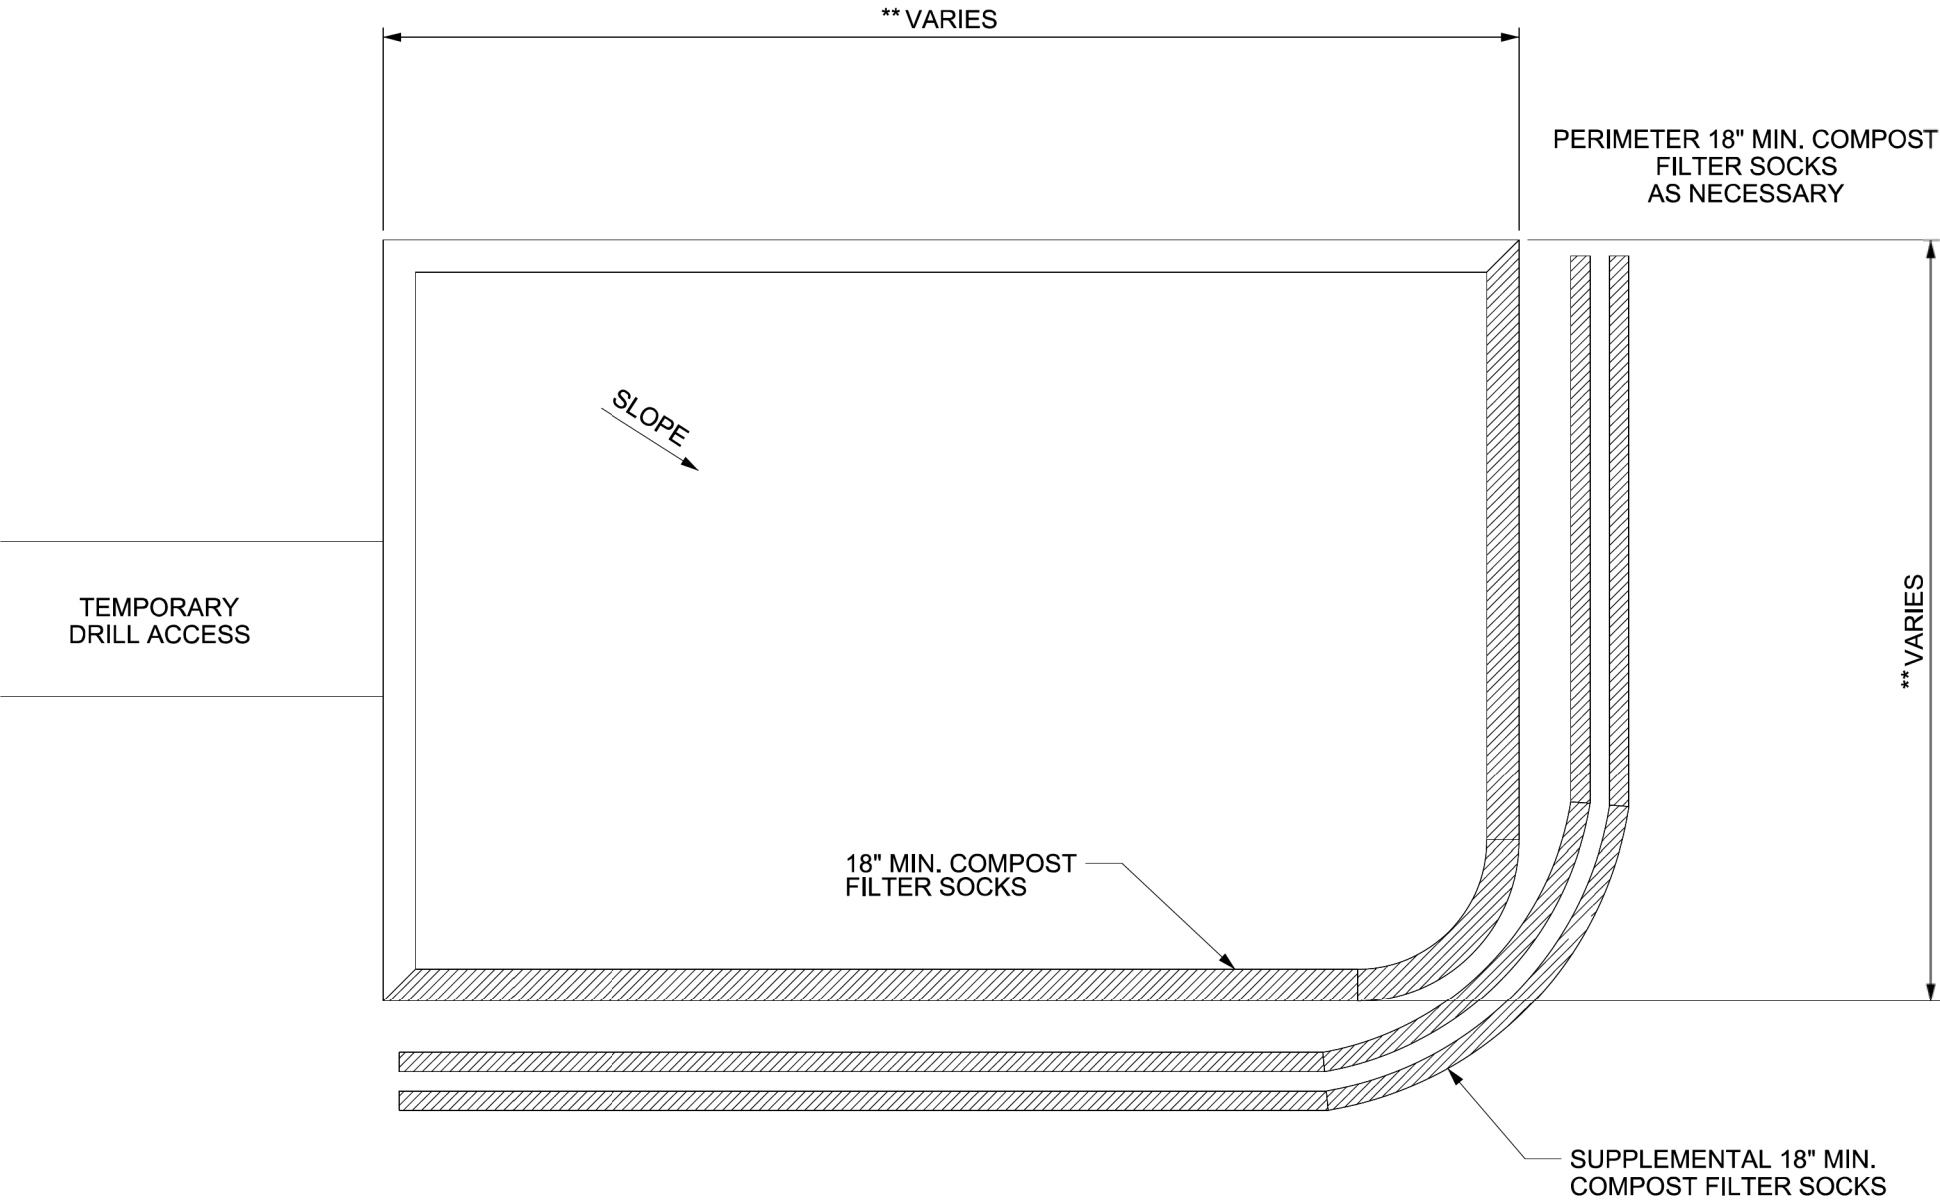 ** VARIES
PERIMETER 18" MIN. COMPOST
FILTER SOCKS
AS NECESSARY
SLOPE
TEMPORARY
DRILL ACCESS
** VARIES
18" MIN. COMPOST
FILTER SOCKS
SUPPLEMENTAL 18" MIN.
COMPOST FILTER SOCKS